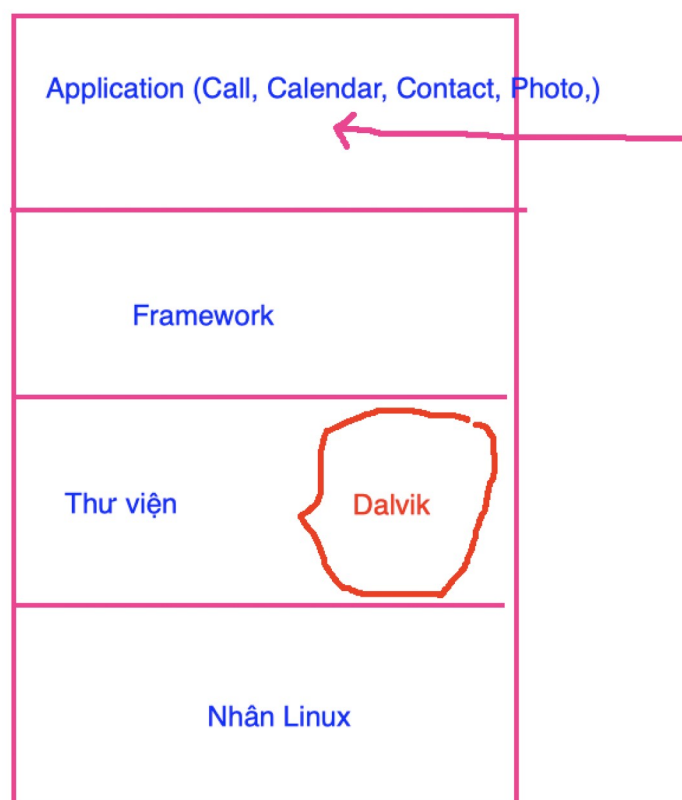 Application (Call, Calendar, Contact, Photo,)
Framework
Thư viện
Dalvik
Nhân Linux